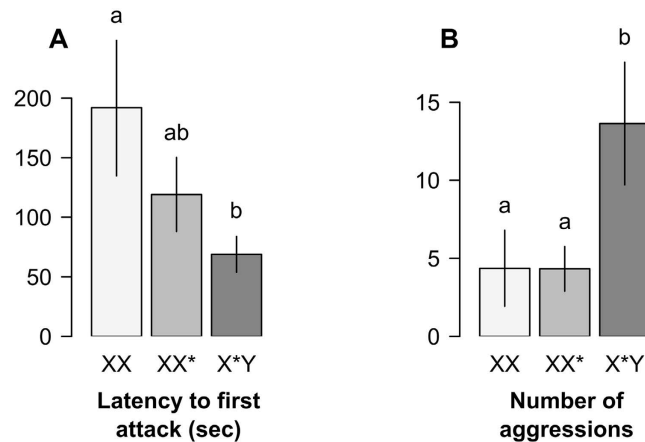 A
a
ab
b
200
150
100
50
0
XX XX* X*Y
Latency to first
attack (sec)
B
b
a
a
15
10
5
0
XX XX* X*Y
Number of
aggressions